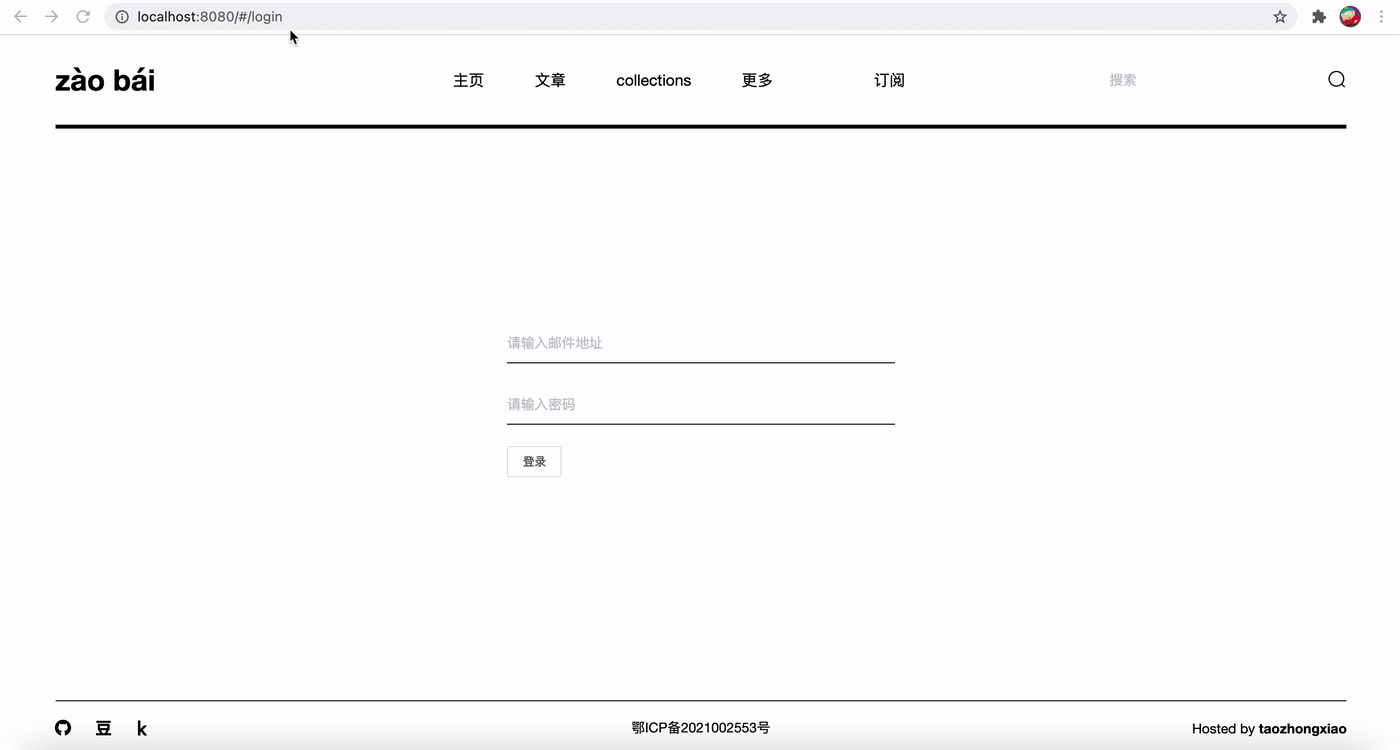 localhost:8080/#/login
zào bái
主页 文章 collections 更多 订阅 搜索
请输入邮件地址
请输入密码
登录
豆 k 鄂ICP备2021002553号 Hosted by taozhongxiao